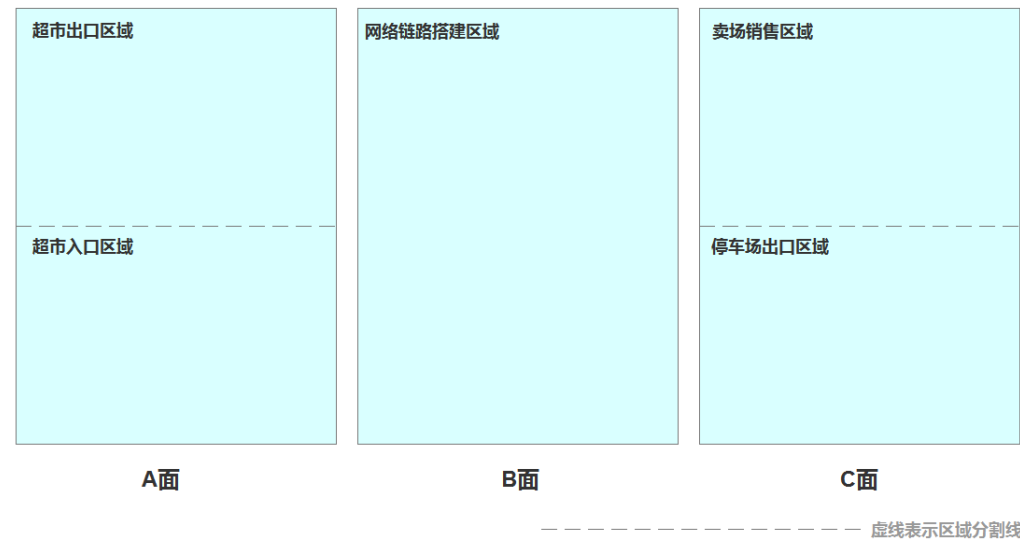 超市出口区域
超市入口区域
A面
网络链路搭建区域
B面
卖场销售区域
停车场出口区域
C面
虚线表示区域分割线